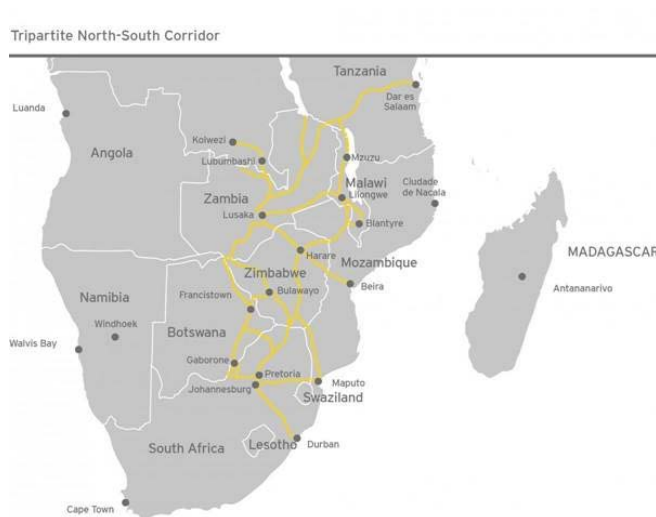 Tripartite North-South Corridor
Tanzania
Dar es
Salaam
Luanda
Kolwezi
Angola
Lubumbashi
Mzuzu
Malawi
Ciudade
de Nacala
Zambia
Lilongwe
Lusaka
Blantyre
Harare
MADAGASCAR
Mozambique
Zimbabwe
Beira
Antananarivo
Bulawayo
Namibia
Francistown
Windhoek
Botswana
Walvis Bay
Gaborone
Pretoria
Johannesburg
Maputo
Swaziland
South Africa
Lesotho
Durban
Cape Town